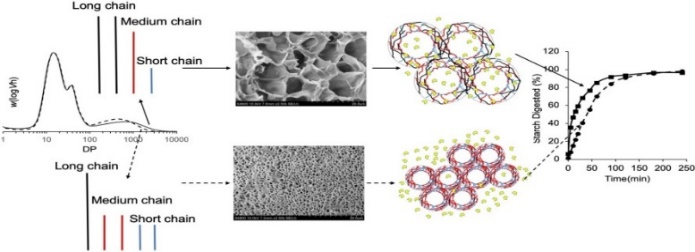 Long chain
Medium chain
Short chain
w(logVh)
1 10 100 1000 10000
DP
Long chain
Medium chain
Short chain
120
100
80
60
40
20
0
0 50 100 150 200 250
Starch Digested (%)
Time(min)